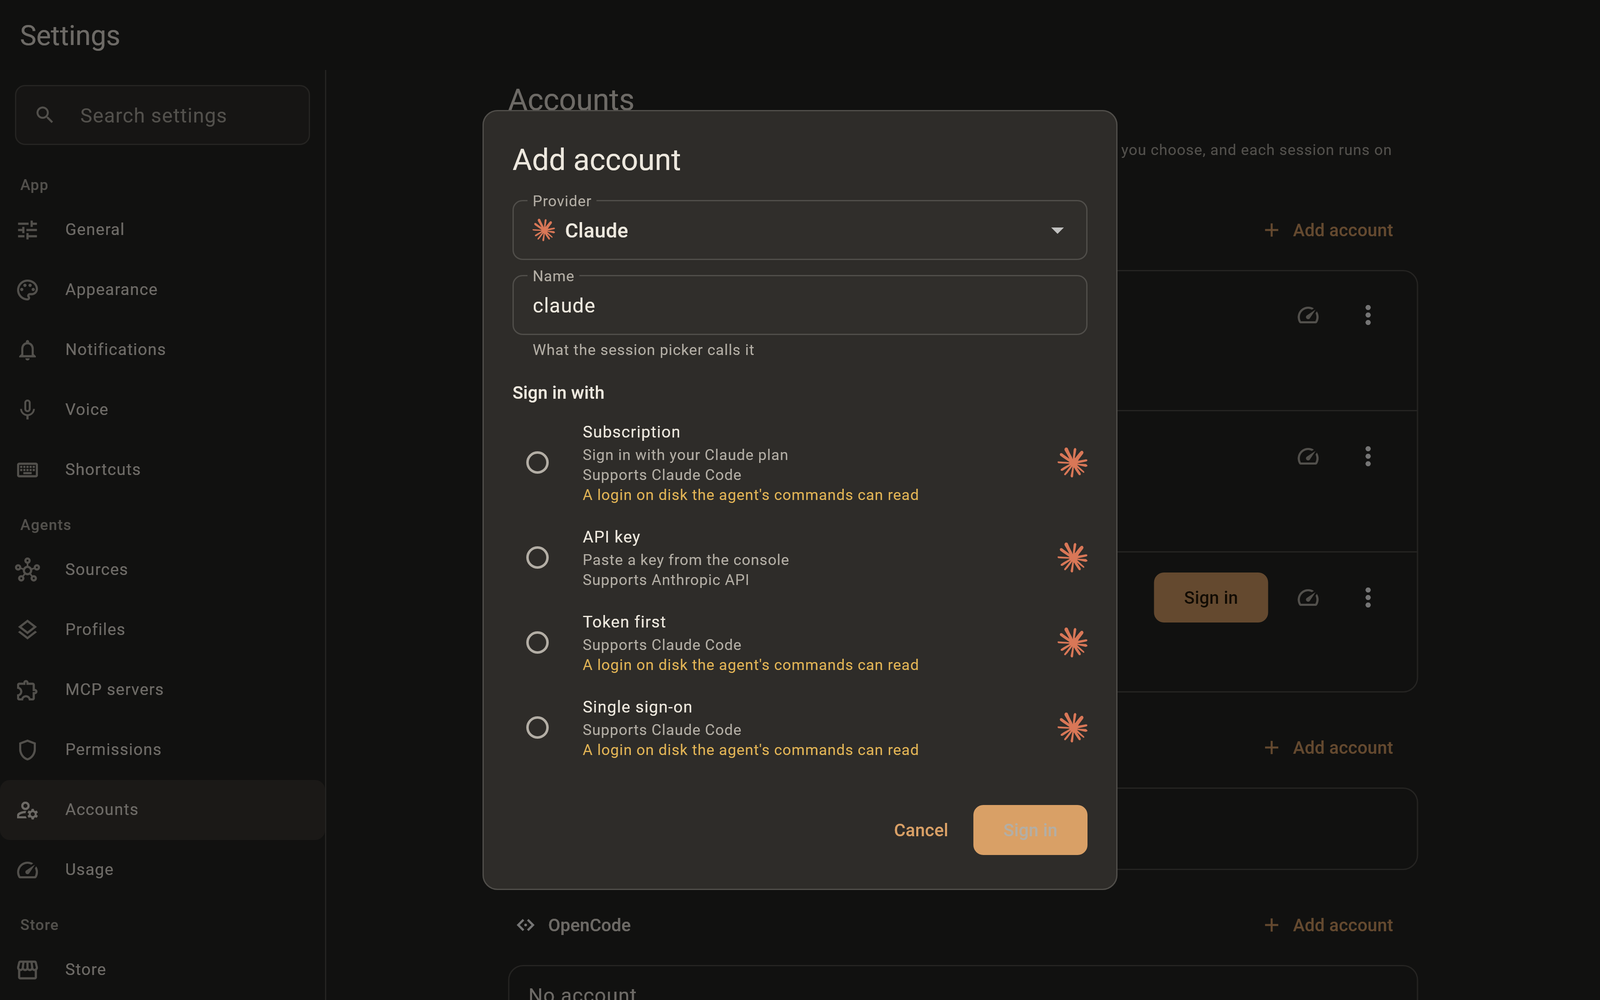 Settings
Search settings
App
General
Appearance
Notifications
Voice
Shortcuts
Agents
Sources
Profiles
MCP servers
Permissions
Accounts
Usage
Store
Store
Accounts
you choose, and each session runs on
Add account
Sign in
Add account
OpenCode
Add account
No account
Add account
Provider
Claude
Name
claude
What the session picker calls it
Sign in with
Subscription
Sign in with your Claude plan
Supports Claude Code
A login on disk the agent's commands can read
API key
Paste a key from the console
Supports Anthropic API
Token first
Supports Claude Code
A login on disk the agent's commands can read
Single sign-on
Supports Claude Code
A login on disk the agent's commands can read
Cancel
Sign in